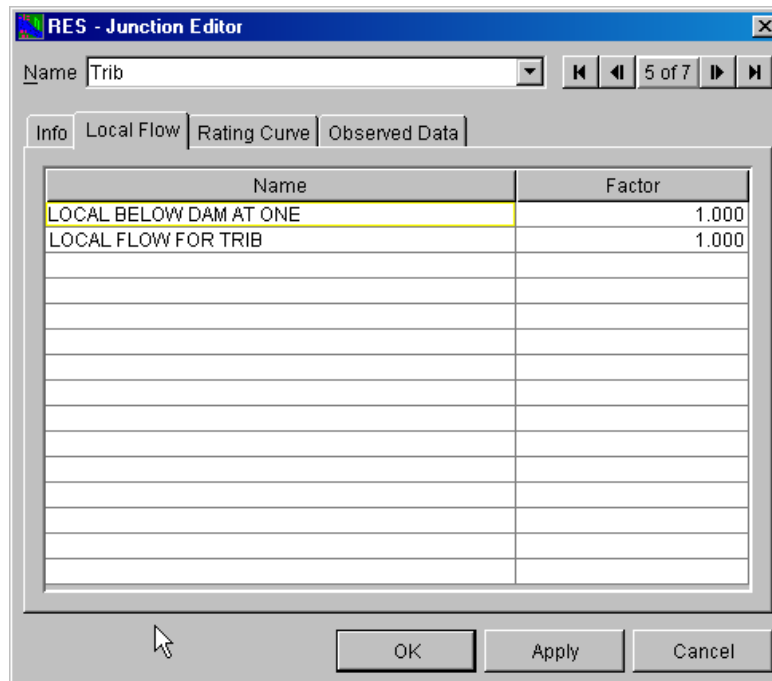 RES - Junction Editor
Name Trib 5 of 7
Info Local Flow Rating Curve Observed Data
Name Factor
LOCAL BELOW DAM AT ONE 1.000
LOCAL FLOW FOR TRIB 1.000
OK Apply Cancel